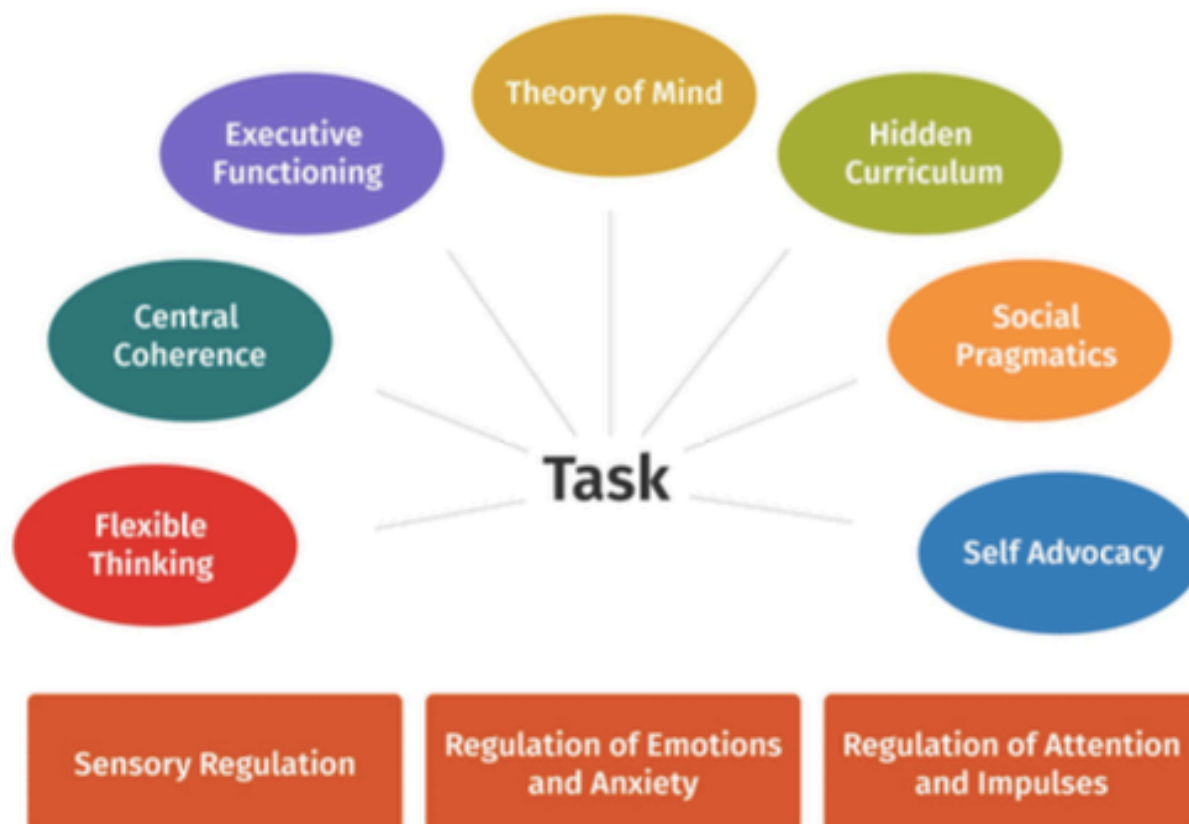 Theory of Mind
Executive
Functioning
Hidden
Curriculum
Central
Coherence
Social
Pragmatics
Task
Flexible
Thinking
Self Advocacy
Sensory Regulation
Regulation of Emotions
and Anxiety
Regulation of Attention
and Impulses